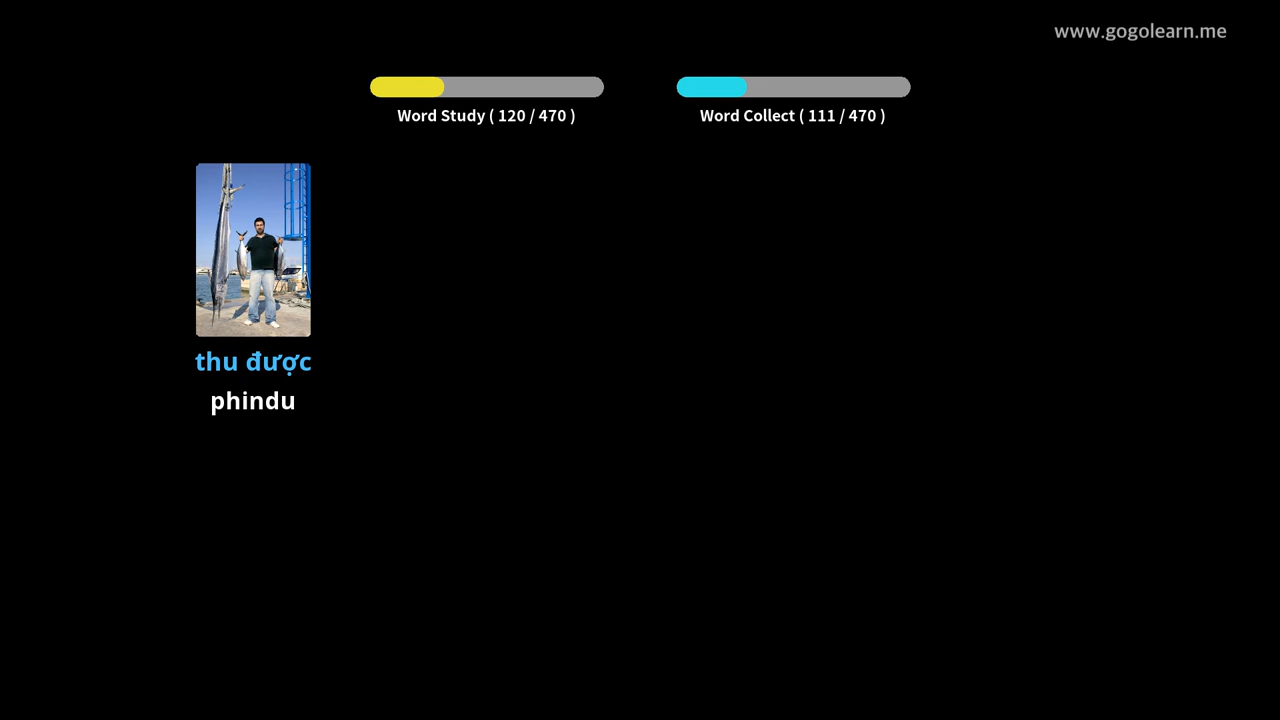 www.gogolearn.me
Word Study ( 120 / 470 )
Word Collect ( 111 / 470 )
thu được
phindu